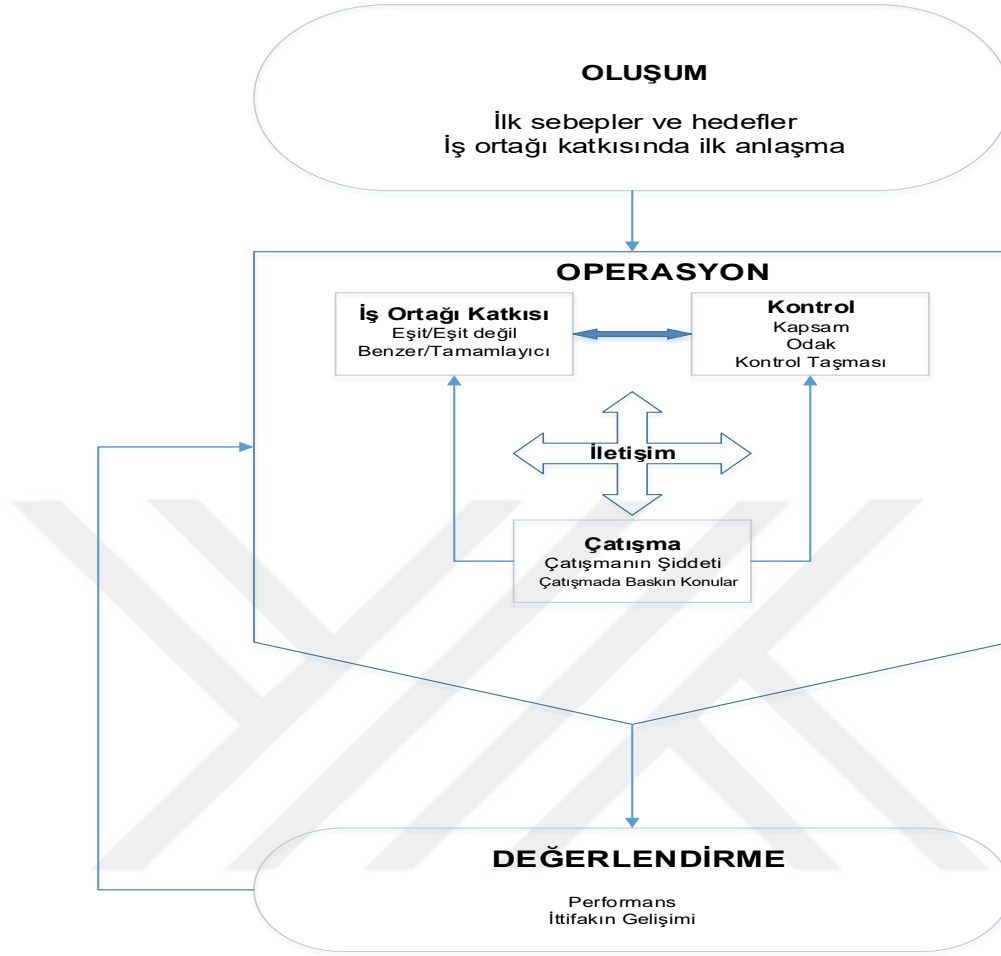 OLUŞUM
İlk sebepler ve hedefler
İş ortağı katkısında ilk anlaşma
OPERASYON
İş Ortağı Katkısı
Eşit/Eşit değil
Benzer/Tamamlayıcı
Kontrol
Kapsam
Odak
Kontrol Taşması
İletişim
Çatışma
Çatışmanın Şiddeti
Çatışmada Baskın Konular
DEĞERLENDİRME
Performans
İttifakın Gelişimi